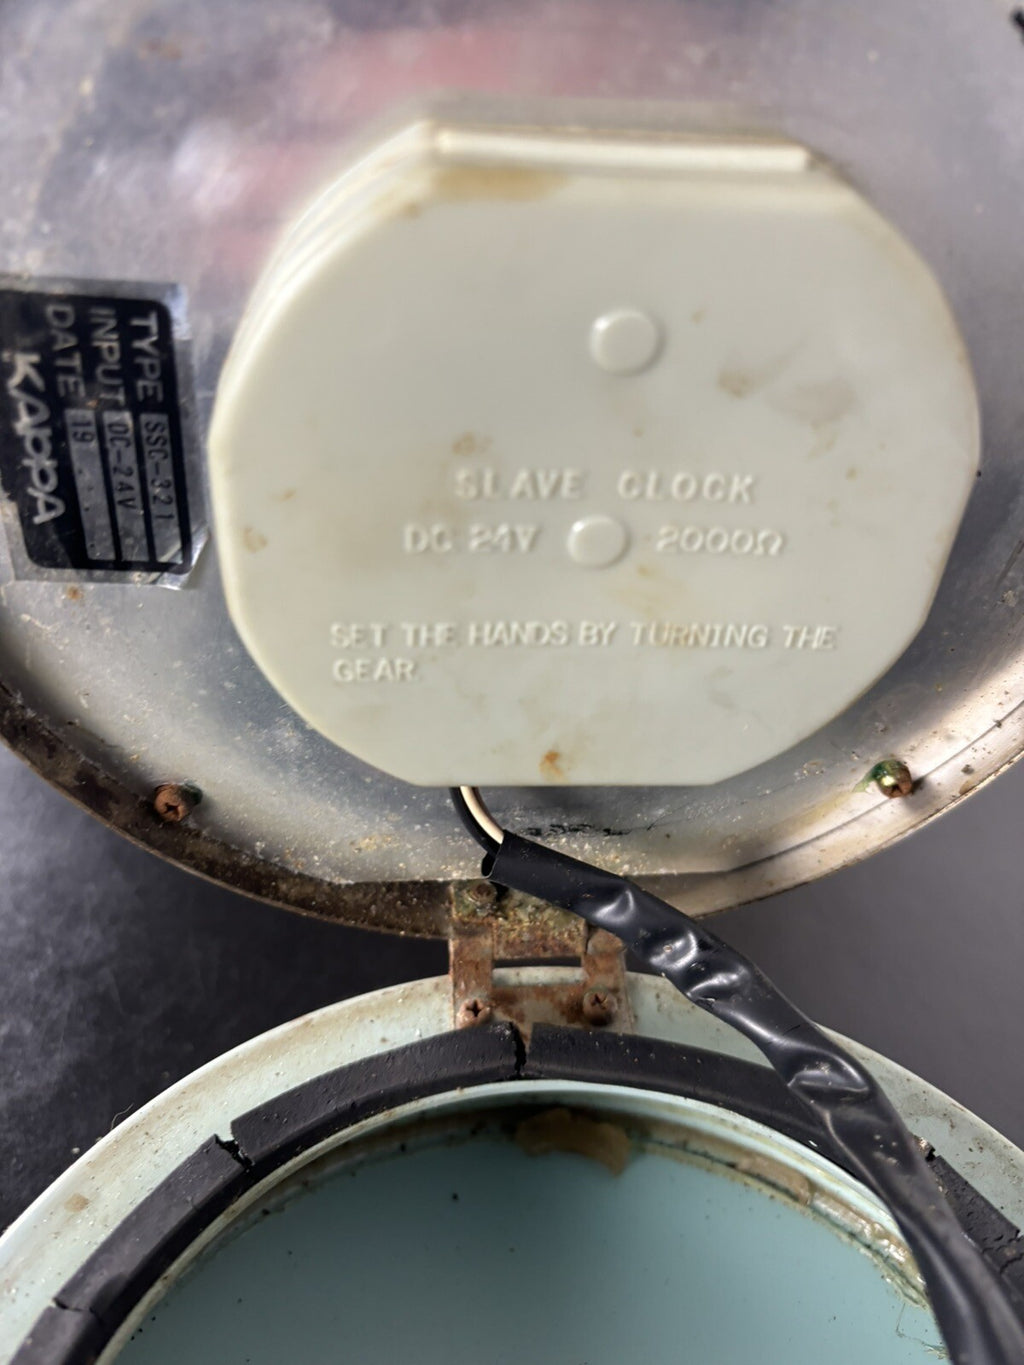 TYPE SSC-321
INPUT DC-24V
DATE 19
KAPPA
SLAVE CLOCK
DC 24V 2000Ω
SET THE HANDS BY TURNING THE
GEAR